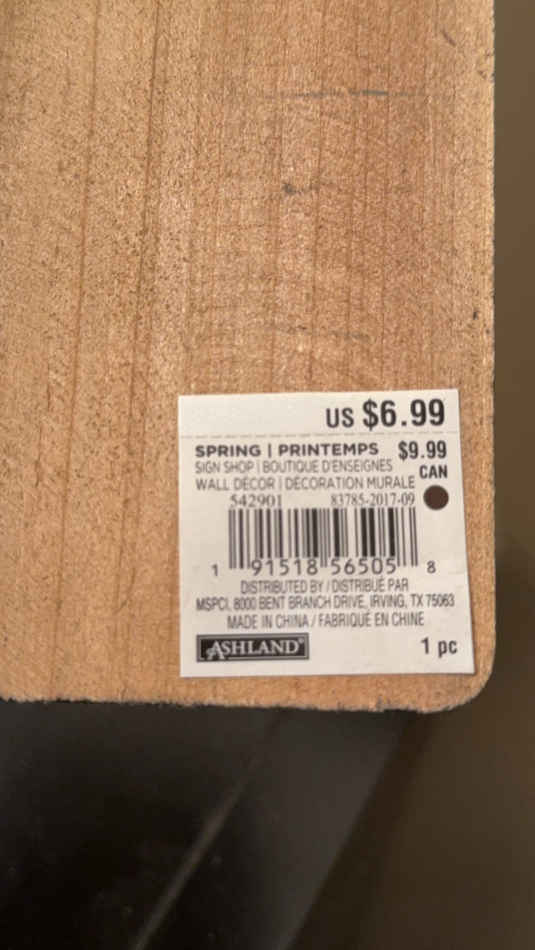 US $6.99
SPRING | PRINTEMPS $9.99
SIGN SHOP | BOUTIQUE D'ENSEIGNES CAN
WALL DÉCOR | DÉCORATION MURALE
542901 83785-2017-09
1 91518 56505 8
DISTRIBUTED BY / DISTRIBUÉ PAR
MSPCI, 8000 BENT BRANCH DRIVE, IRVING, TX 75063
MADE IN CHINA / FABRIQUÉ EN CHINE
ASHLAND® 1 pc